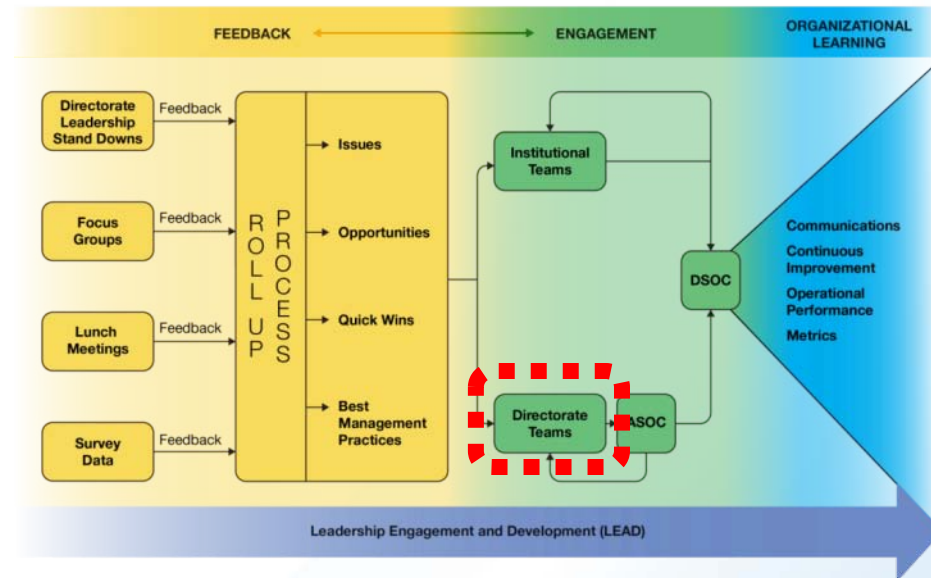 FEEDBACK
ENGAGEMENT
ORGANIZATIONAL
LEARNING
Directorate
Leadership
Stand Downs
Feedback
Focus
Groups
Feedback
Lunch
Meetings
Feedback
Survey
Data
Feedback
ROLL UP
PROCESS
Issues
Opportunities
Quick Wins
Best
Management
Practices
Institutional
Teams
Directorate
Teams
ASOC
DSOC
Communications
Continuous
Improvement
Operational
Performance
Metrics
Leadership Engagement and Development (LEAD)